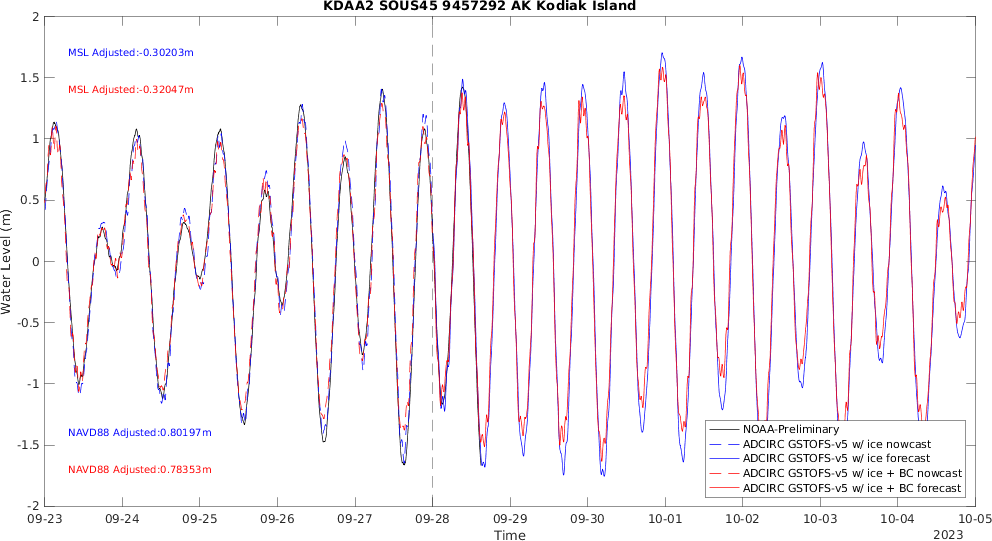 KDAA2 SOUS45 9457292 AK Kodiak Island
2
1.5
1
0.5
0
-0.5
-1
-1.5
-2
Water Level (m)
MSL Adjusted:-0.30203m
MSL Adjusted:-0.32047m
NAVD88 Adjusted:0.80197m
NAVD88 Adjusted:0.78353m
NOAA-Preliminary
ADCIRC GSTOFS-v5 w/ ice nowcast
ADCIRC GSTOFS-v5 w/ ice forecast
ADCIRC GSTOFS-v5 w/ ice + BC nowcast
ADCIRC GSTOFS-v5 w/ ice + BC forecast
09-23 09-24 09-25 09-26 09-27 09-28 09-29 09-30 10-01 10-02 10-03 10-04 10-05
Time
2023